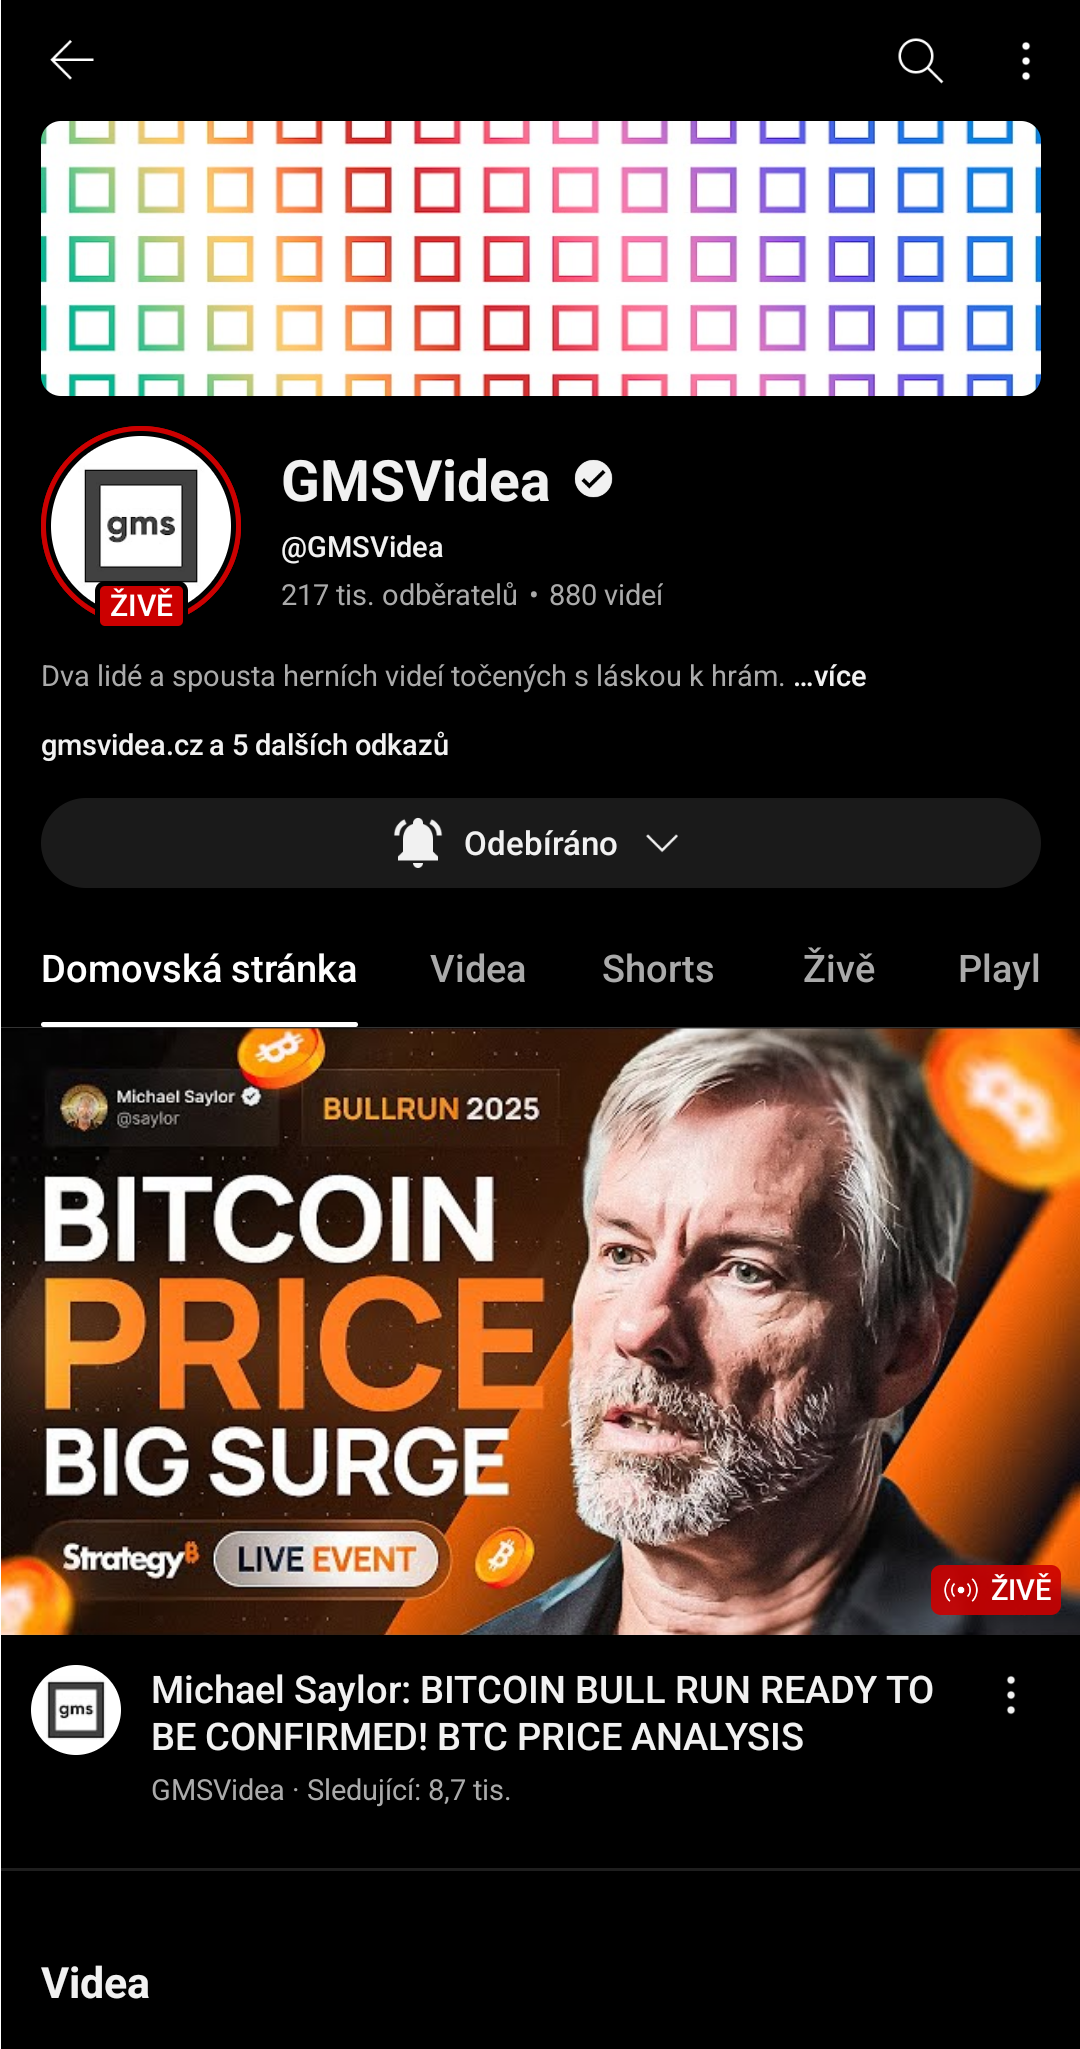 gms
ŽIVĚ
GMSVidea
@GMSVidea
217 tis. odběratelů • 880 videí
Dva lidé a spousta herních videí točených s láskou k hrám. ...více
gmsvidea.cz a 5 dalších odkazů
Odebíráno
Domovská stránka Videa Shorts Živě Playl
Michael Saylor
@saylor
BULLRUN 2025
BITCOIN
PRICE
BIG SURGE
Strategy₿ LIVE EVENT
ŽIVĚ
gms
Michael Saylor: BITCOIN BULL RUN READY TO
BE CONFIRMED! BTC PRICE ANALYSIS
GMSVidea · Sledující: 8,7 tis.
Videa